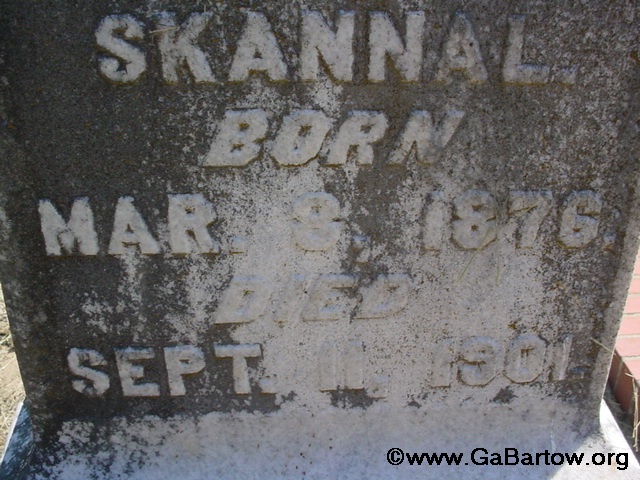 SKANNAL.
BORN
MAR. 8, 1876.
DIED
SEPT. 11, 1901.
©www.GaBartow.org